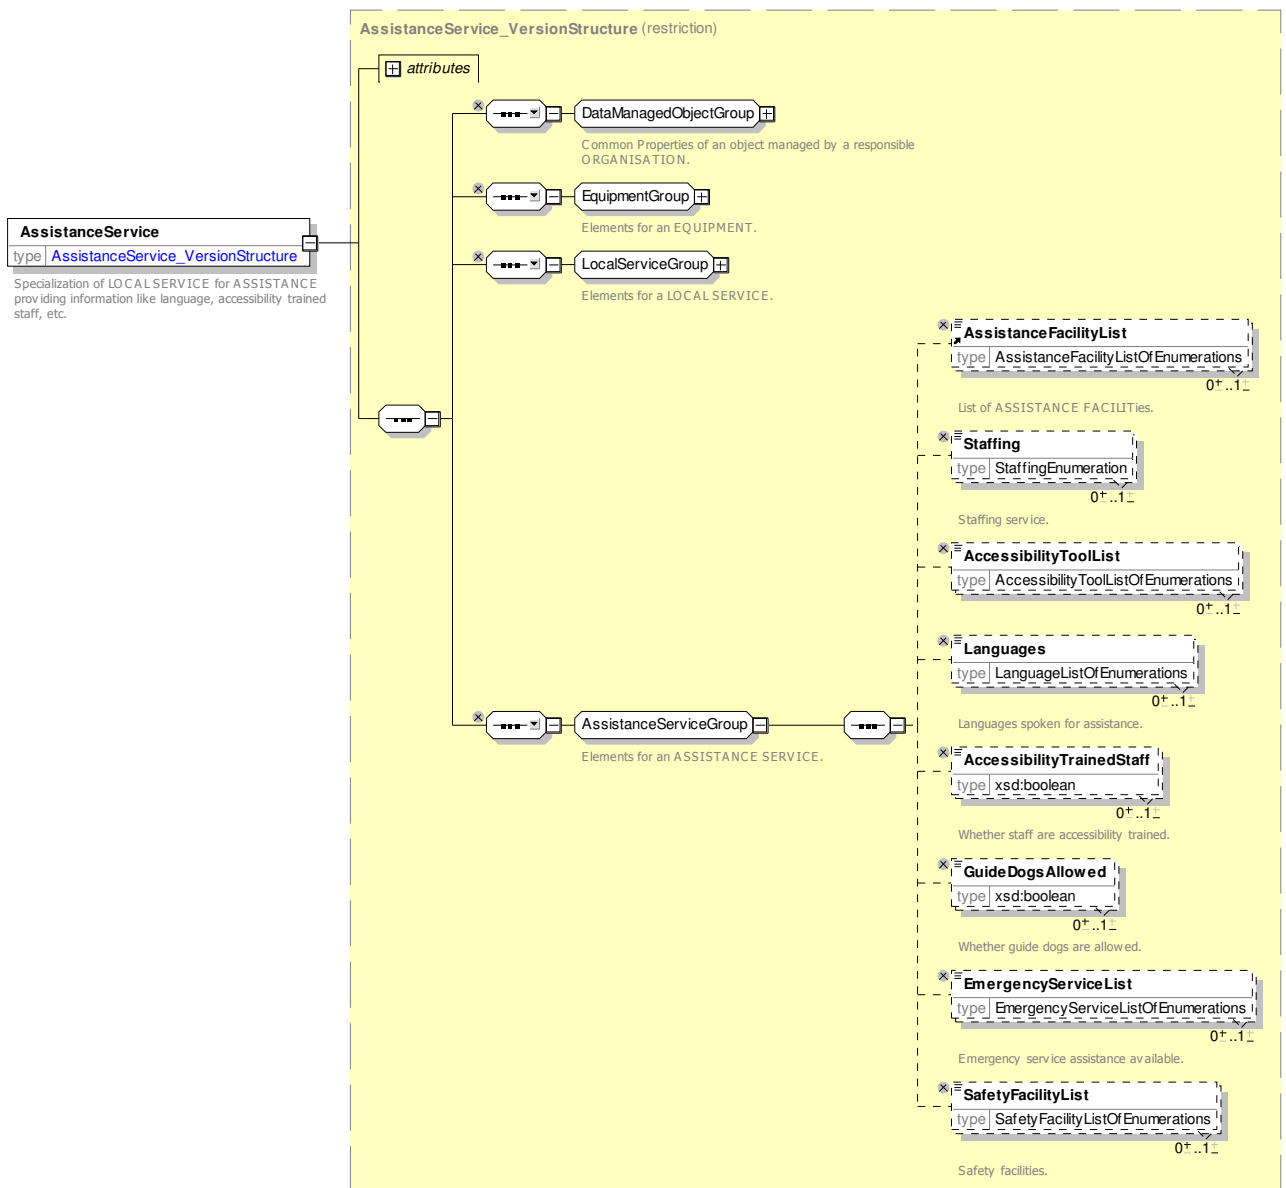 AssistanceService_VersionStructure (restriction)
attributes
DataManagedObjectGroup
Common Properties of an object managed by a responsible
ORGANISATION.
EquipmentGroup
Elements for an EQUIPMENT.
AssistanceService
type AssistanceService_VersionStructure
Specialization of LOCAL SERVICE for ASSISTANCE
providing information like language, accessibility trained
staff, etc.
LocalServiceGroup
Elements for a LOCAL SERVICE.
AssistanceFacilityList
type AssistanceFacilityListOfEnumerations
0..1
List of ASSISTANCE FACILITies.
Staffing
type StaffingEnumeration
0..1
Staffing service.
AccessibilityToolList
type AccessibilityToolListOfEnumerations
0..1
Languages
type LanguageListOfEnumerations
0..1
Languages spoken for assistance.
AssistanceServiceGroup
Elements for an ASSISTANCE SERVICE.
AccessibilityTrainedStaff
type xsd:boolean
0..1
Whether staff are accessibility trained.
GuideDogsAllowed
type xsd:boolean
0..1
Whether guide dogs are allowed.
EmergencyServiceList
type EmergencyServiceListOfEnumerations
0..1
Emergency service assistance available.
SafetyFacilityList
type SafetyFacilityListOfEnumerations
0..1
Safety facilities.